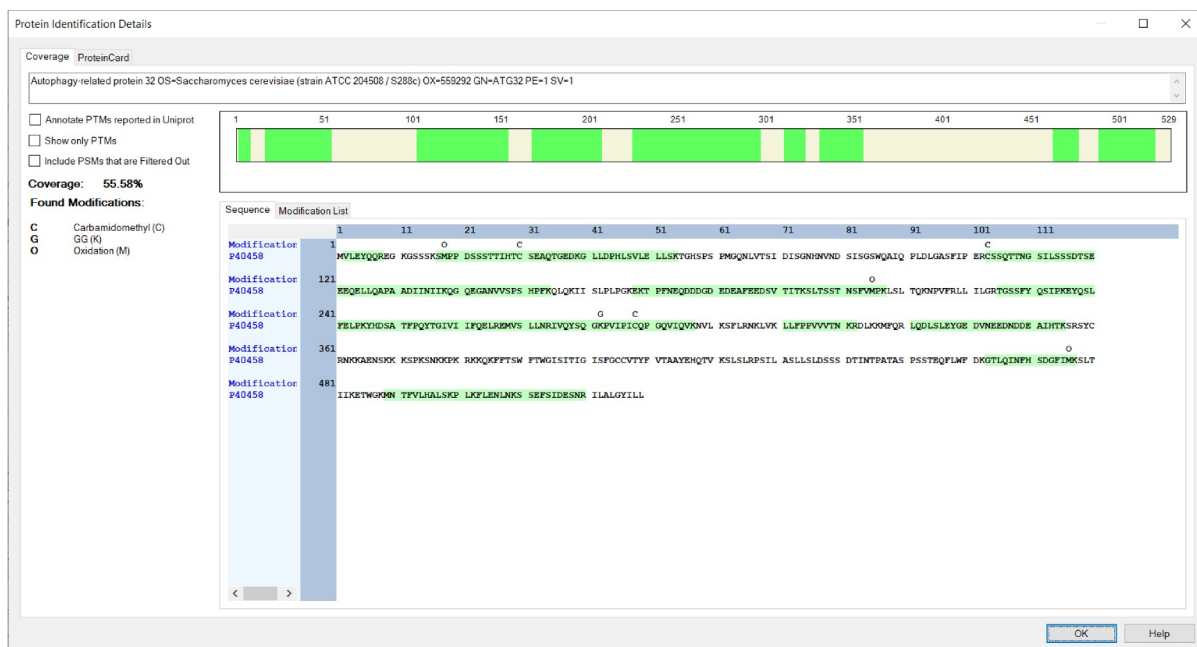 Protein Identification Details
Coverage ProteinCard
Autophagy-related protein 32 OS=Saccharomyces cerevisiae (strain ATCC 204508 / S288c) OX=559292 GN=ATG32 PE=1 SV=1
Annotate PTMs reported in Uniprot
Show only PTMs
Include PSMs that are Filtered Out
Coverage: 55.58%
Found Modifications:
C Carbamidomethyl (C)
G GG (K)
O Oxidation (M)
1 51 101 151 201 251 301 351 401 451 501 529
Sequence Modification List
1 11 21 31 41 51 61 71 81 91 101 111
Modification 1 O C C
P40458 MVLEYQQREG KGSSSKSMPP DSSSTTIHTC SEAQTGEDKG LLDPHLSVLE LLSKTGHSPS PMGQNLVTSI DISGNHNVND SISGSWQAIQ PLDLGASFIP ERCSSQTTNG SILSSSDTSE
Modification 121 O
P40458 EEQELLQAPA ADIINIIKQG QEGANVVSPS HPFKQLQKII SLPLPGKEKT PFNEQDDDGD EDEAFEEDSV TITKSLTSST NSFVMPKLSL TQKNPVFRLL ILGRTGSSFY QSIPKEYQSL
Modification 241 G C
P40458 FELPKYHDSA TFPQYTGIVI IFQELREMVS LLNRIVQYSQ GKPVIPICQP GQVIQVKNVL KSFLRNKLVK LLFPPVVVTN KRDLKKMFQR LQDLSLEYGE DVNEEDNDDE AIHTKSRSYC
Modification 361 O
P40458 RNKKAENSKK KSPKSNKKPK RKKQKFFTSW FTWGISITIG ISFGCCVTYF VTAAYEHQTV KSLSLRPSIL ASLLSLDSSS DTINTPATAS PSSTEQFLWF DKGTLQINFH SDGFIMKSLT
Modification 481
P40458 IIKETWGKMN TFVLHALSKP LKFLENLNKS SEFSIDESNR ILALGYILL
OK Help